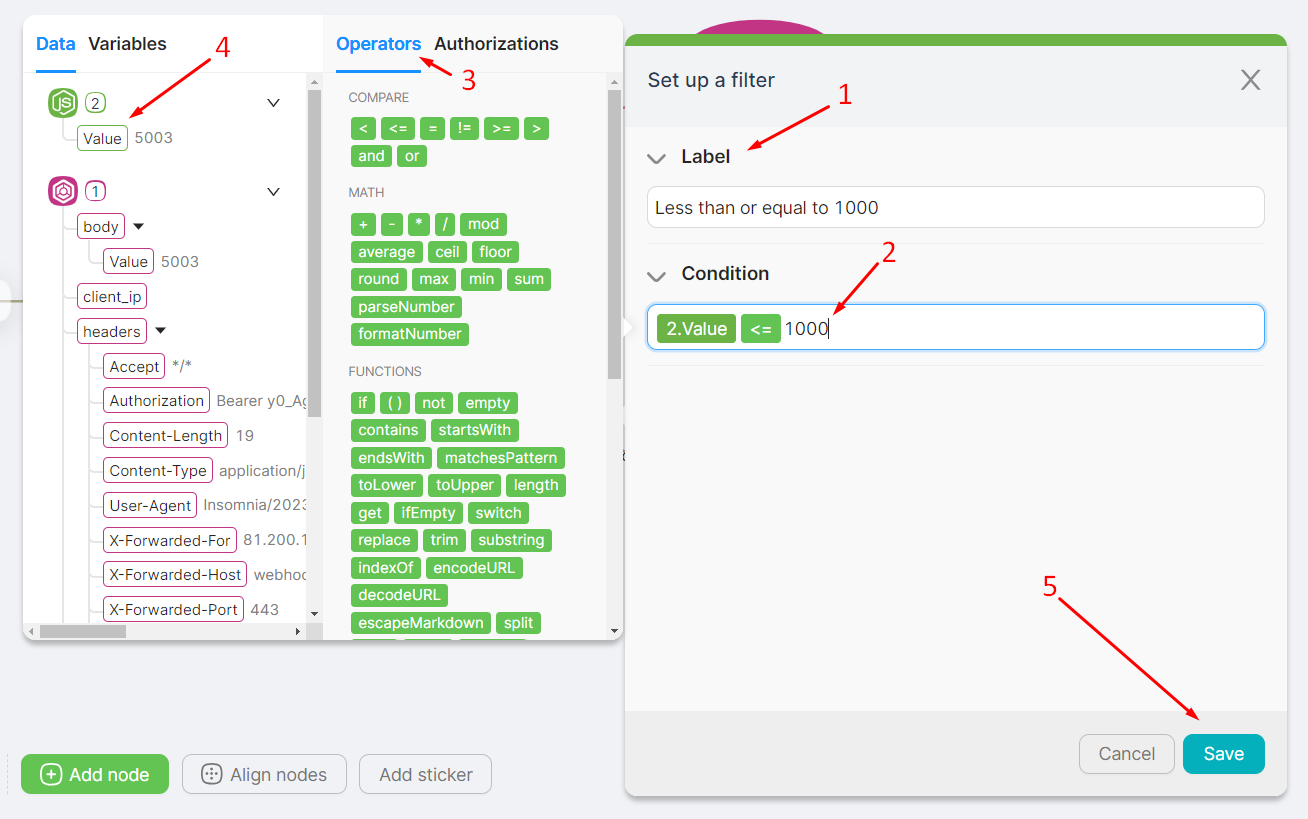 Data Variables
4
2
Value 5003
1
body
Value 5003
client_ip
headers
Accept */*
Authorization Bearer y0_Ag
Content-Length 19
Content-Type application/j
User-Agent Insomnia/2023
X-Forwarded-For 81.200.1
X-Forwarded-Host webhoo
X-Forwarded-Port 443
Operators Authorizations
3
COMPARE
< <= = != >= >
and or
MATH
+ - * / mod
average ceil floor
round max min sum
parseNumber
formatNumber
FUNCTIONS
if ( ) not empty
contains startsWith
endsWith matchesPattern
toLower toUpper length
get ifEmpty switch
replace trim substring
indexOf encodeURL
decodeURL
escapeMarkdown split
Set up a filter
1
Label
Less than or equal to 1000
2
Condition
2.Value <= 1000
5
Cancel Save
Add node Align nodes Add sticker